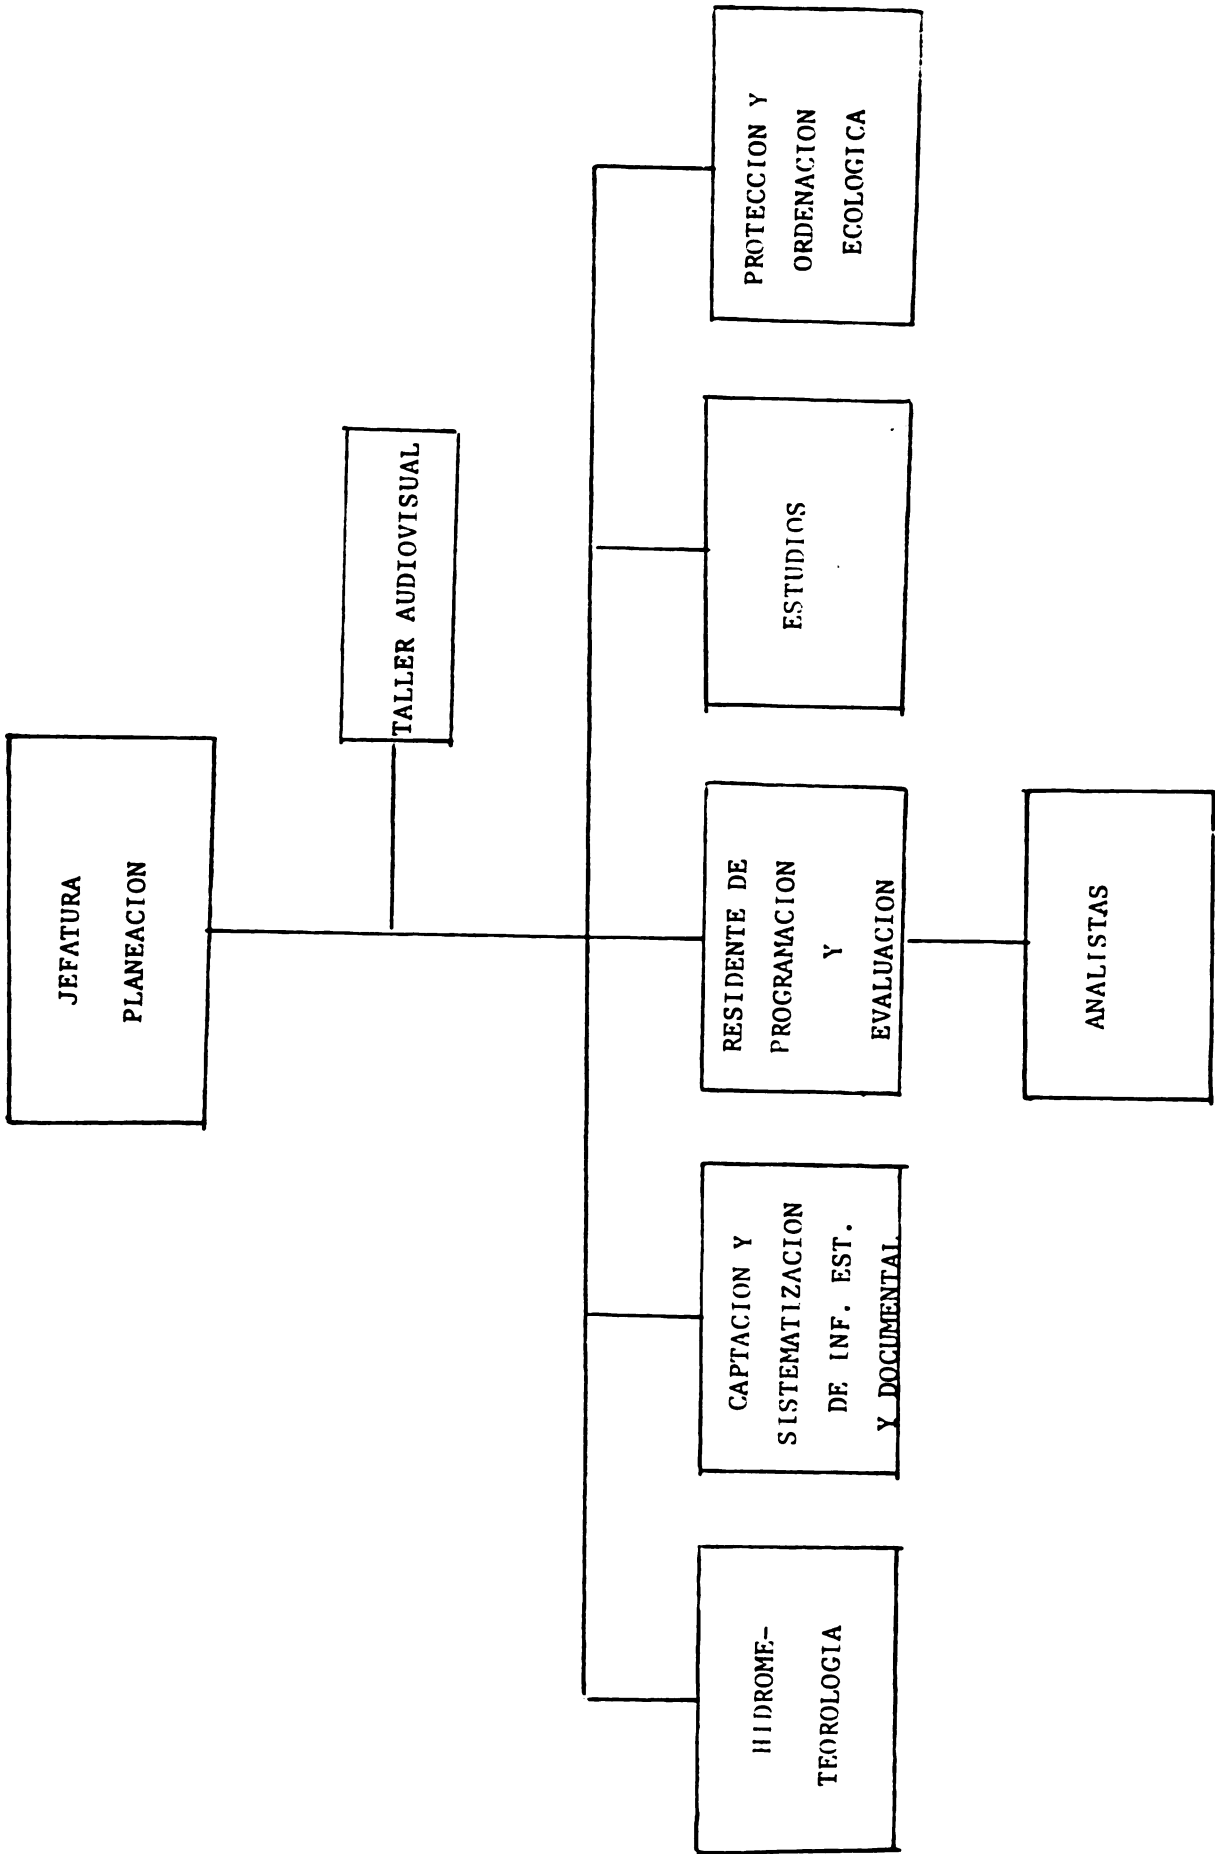 JEFATURA
PLANEACION
TALLER AUDIOVISUAL
HIDROME-
TEOROLOGIA
CAPTACION Y
SISTEMATIZACION
DE INF. EST.
Y DOCUMENTAL
RESIDENTE DE
PROGRAMACION
Y
EVALUACION
ESTUDIOS
PROTECCION Y
ORDENACION
ECOLOGICA
ANALISTAS